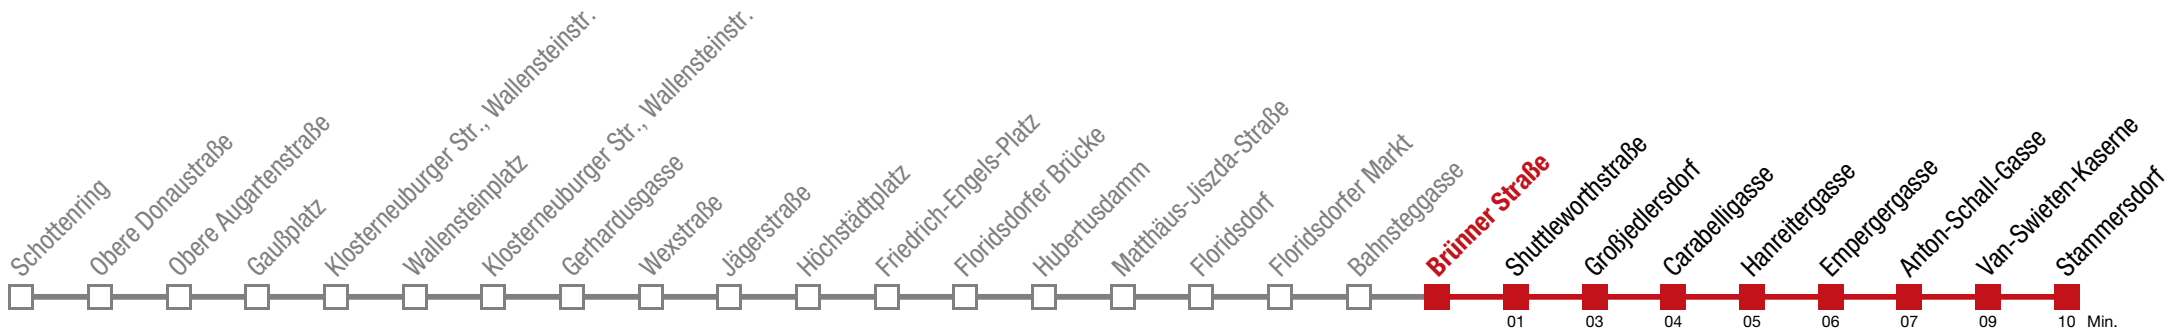 Schottenring
Obere Donaustraße
Obere Augartenstraße
Gaußplatz
Klosterneuburger Str., Wallensteinstr.
Wallensteinplatz
Klosterneuburger Str., Wallensteinstr.
Gerhardusgasse
Wexstraße
Jägerstraße
Höchstädtplatz
Friedrich-Engels-Platz
Floridsdorfer Brücke
Hubertusdamm
Matthäus-Jiszda-Straße
Floridsdorf
Floridsdorfer Markt
Bahnsteggasse
Brünner Straße
Shuttleworthstraße
Großjedlersdorf
Carabelligasse
Hanreitergasse
Empergergasse
Anton-Schall-Gasse
Van-Swieten-Kaserne
Stammersdorf
01 03 04 05 06 07 09 10 Min.